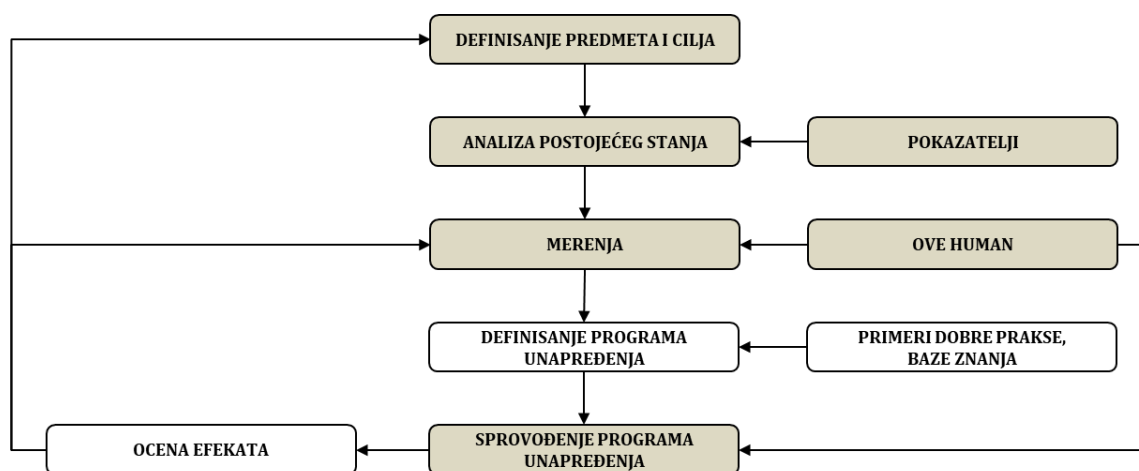 DEFINISANJE PREDMETA I CILJA
ANALIZA POSTOJEĆEG STANJA
POKAZATELJI
MERENJA
OVE HUMAN
DEFINISANJE PROGRAMA
UNAPREĐENJA
PRIMERI DOBRE PRAKSE,
BAZE ZNANJA
OCENA EFEKATA
SPROVOĐENJE PROGRAMA
UNAPREĐENJA